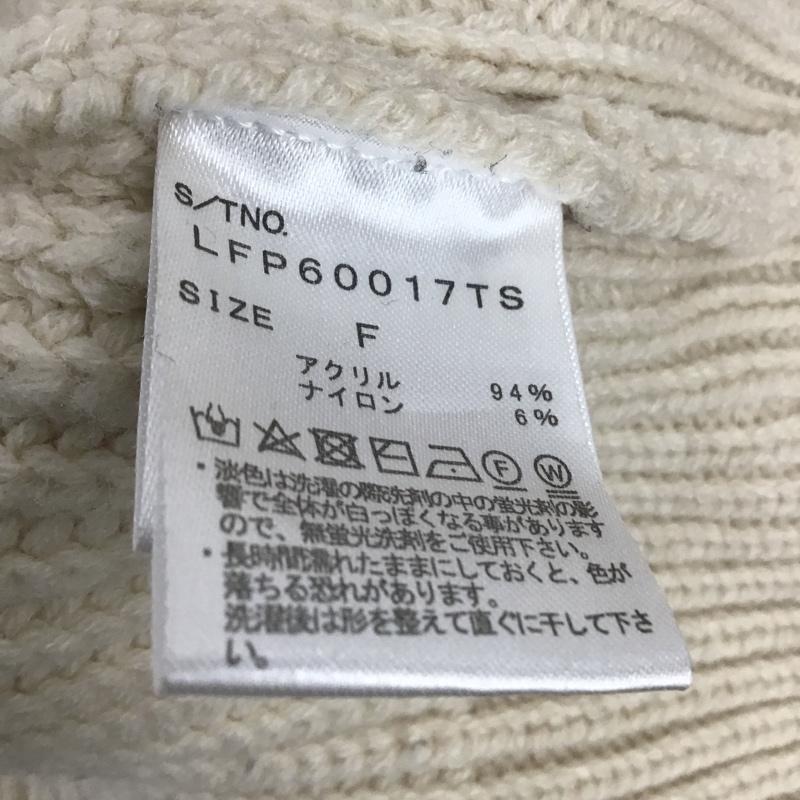 S/TNO.
LFP60017TS
SIZE F
アクリル 94%
ナイロン 6%
F W
・淡色は洗濯の際洗剤の中の蛍光剤の影
響で全体が白っぽくなる事があります
ので、無蛍光洗剤をご使用下さい。
・長時間濡れたままにしておくと、色が
落ちる恐れがあります。
洗濯後は形を整えて直ぐに干して下さ
い。